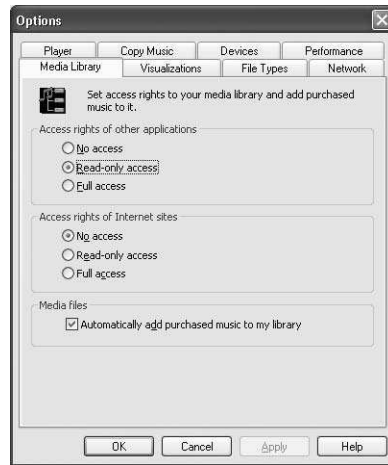 Options
Player Copy Music Devices Performance
Media Library Visualizations File Types Network
Set access rights to your media library and add purchased
music to it.
Access rights of other applications
No access
Read-only access
Full access
Access rights of Internet sites
No access
Read-only access
Full access
Media files
Automatically add purchased music to my library
OK Cancel Apply Help